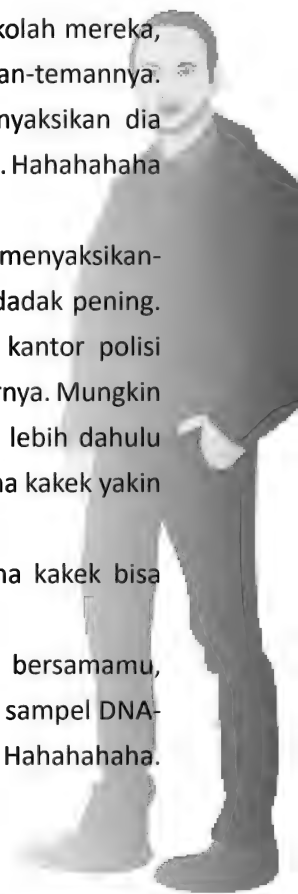 kolah mereka,
an-temannya.
nyaksikan dia
. Hahahahaha
menyaksikan-
dadak pening.
kantor polisi
rnya. Mungkin
lebih dahulu
na kakek yakin
na kakek bisa
bersamamu,
sampel DNA-
Hahahahaha.